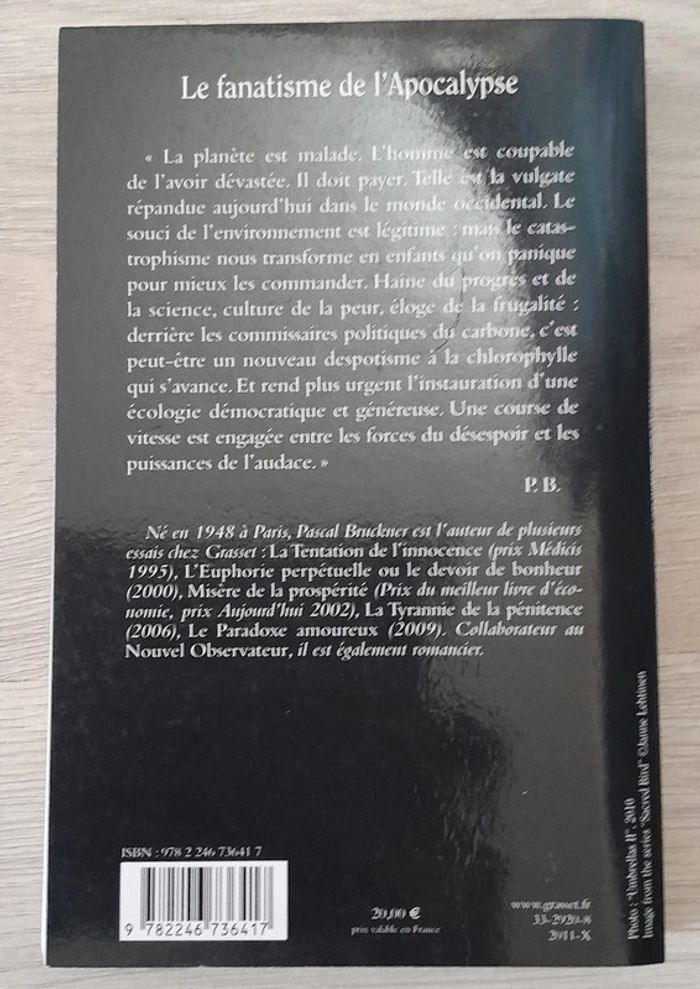 Le fanatisme de l'Apocalypse
« La planète est malade. L'homme est coupable
de l'avoir dévastée. Il doit payer. Telle est la vulgate
répandue aujourd'hui dans le monde occidental. Le
souci de l'environnement est légitime : mais le catas-
trophisme nous transforme en enfants qu'on panique
pour mieux les commander. Haine du progrès et de
la science, culture de la peur, éloge de la frugalité :
derrière les commissaires politiques du carbone, c'est
peut-être un nouveau despotisme à la chlorophylle
qui s'avance. Et rend plus urgent l'instauration d'une
écologie démocratique et généreuse. Une course de
vitesse est engagée entre les forces du désespoir et les
puissances de l'audace. »
P. B.
Né en 1948 à Paris, Pascal Bruckner est l'auteur de plusieurs
essais chez Grasset : La Tentation de l'innocence (prix Médicis
1995), L'Euphorie perpétuelle ou le devoir de bonheur
(2000), Misère de la prospérité (Prix du meilleur livre d'éco-
nomie, prix Aujourd'hui 2002), La Tyrannie de la pénitence
(2006), Le Paradoxe amoureux (2009). Collaborateur au
Nouvel Observateur, il est également romancier.
ISBN : 978 2 246 73641 7
9 782246 736417
20,00 €
prix valable en France
www.grasset.fr
33-2920-8
2011-X
Photo : "Umbrellas II", 2010
Image from the series "Sacred Bird" ©Janne Lehtinen